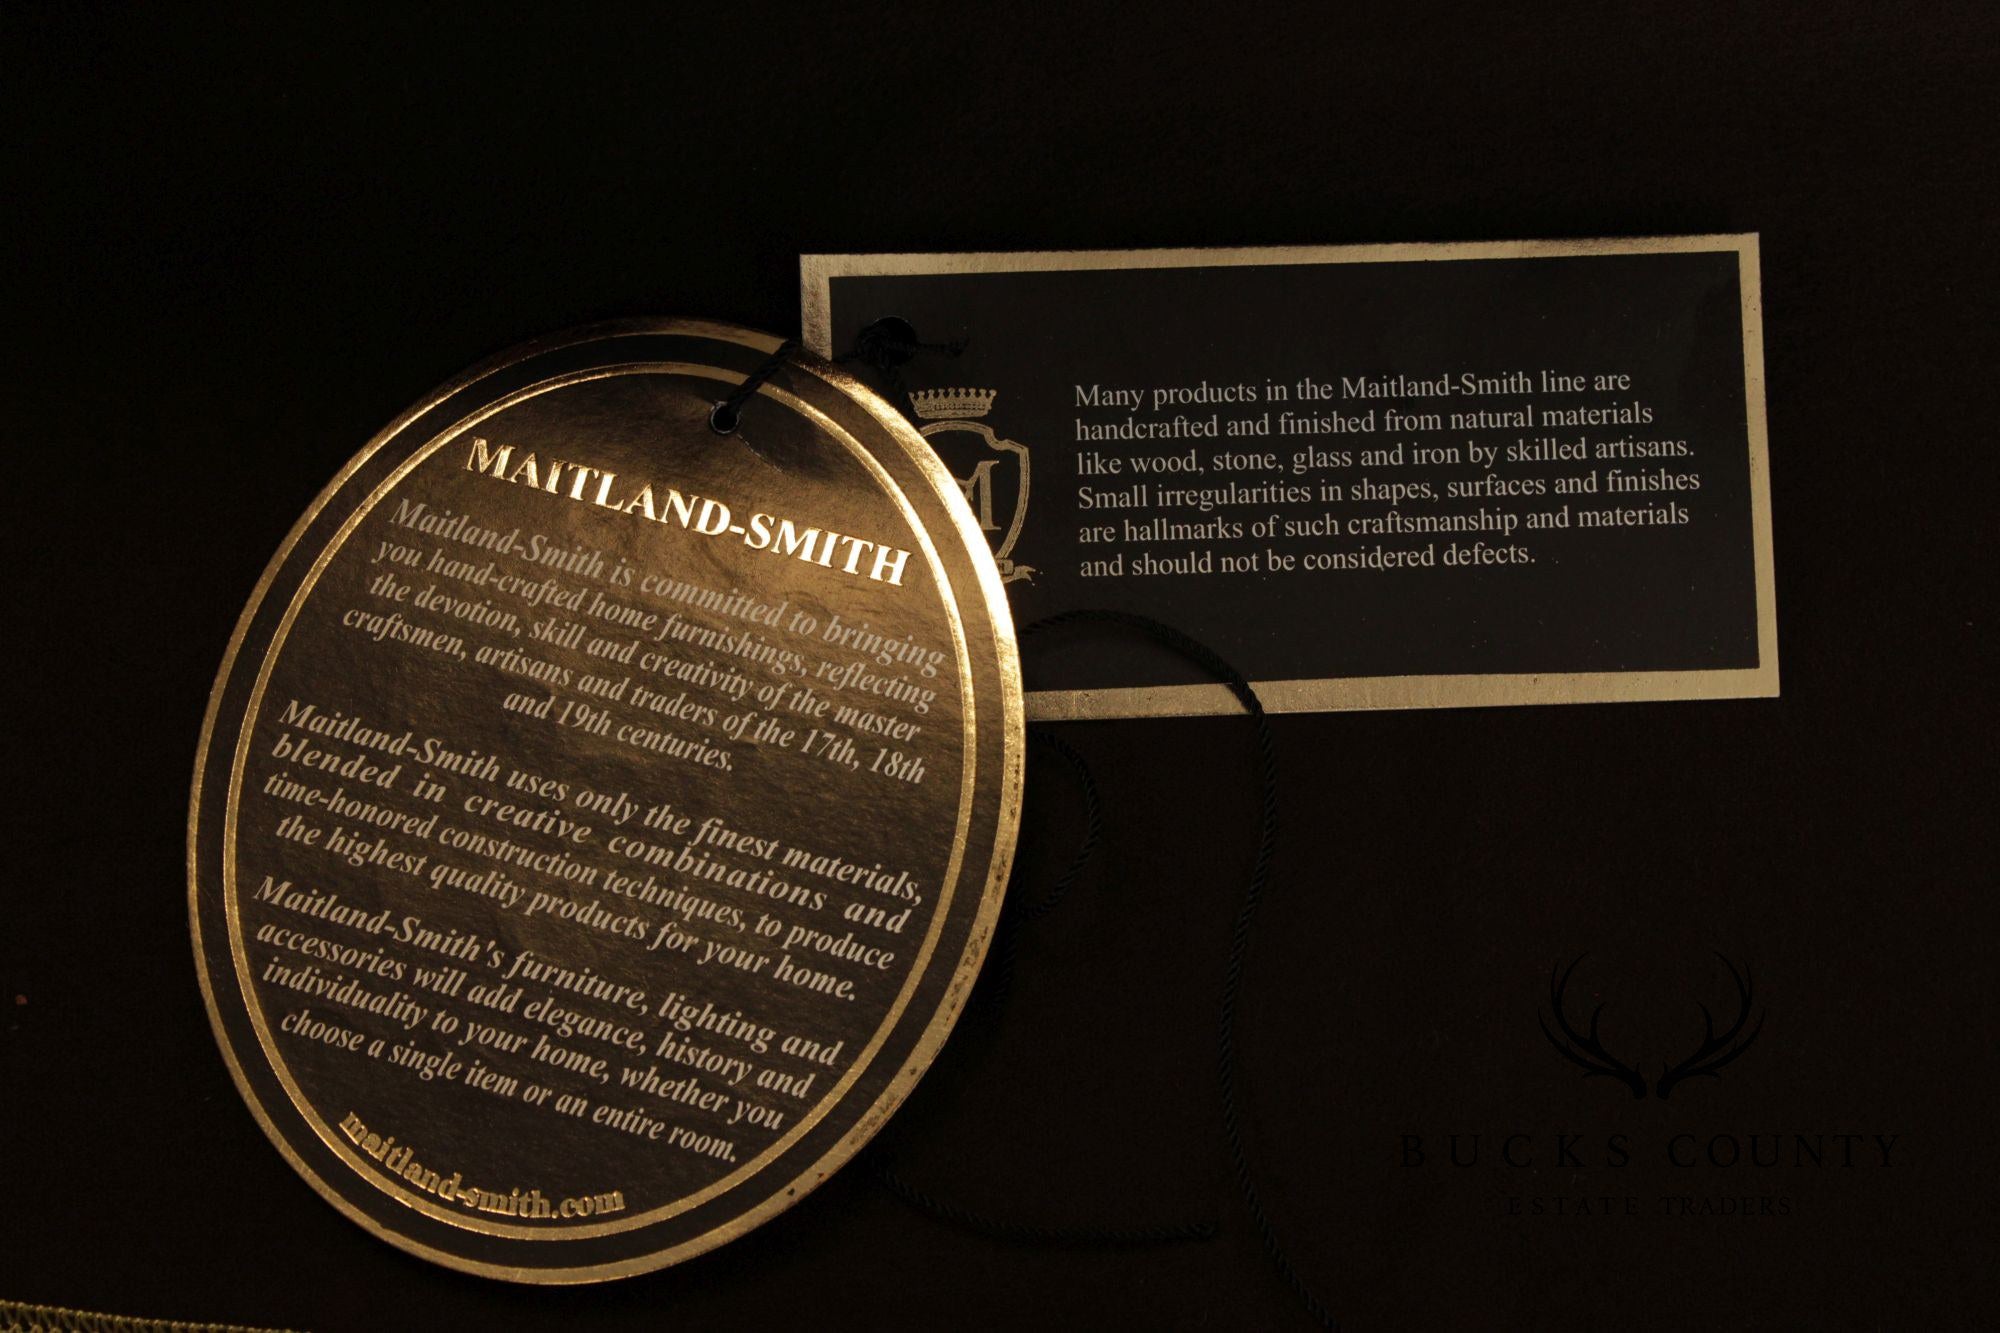 MAITLAND-SMITH
Maitland-Smith is committed to bringing
you hand-crafted home furnishings, reflecting
the devotion, skill and creativity of the master
craftsmen, artisans and traders of the 17th, 18th
and 19th centuries.
Maitland-Smith uses only the finest materials,
blended in creative combinations and
time-honored construction techniques, to produce
the highest quality products for your home.
Maitland-Smith's furniture, lighting and
accessories will add elegance, history and
individuality to your home, whether you
choose a single item or an entire room.
maitland-smith.com
M
Many products in the Maitland-Smith line are
handcrafted and finished from natural materials
like wood, stone, glass and iron by skilled artisans.
Small irregularities in shapes, surfaces and finishes
are hallmarks of such craftsmanship and materials
and should not be considered defects.
BUCKS COUNTY
ESTATE TRADERS